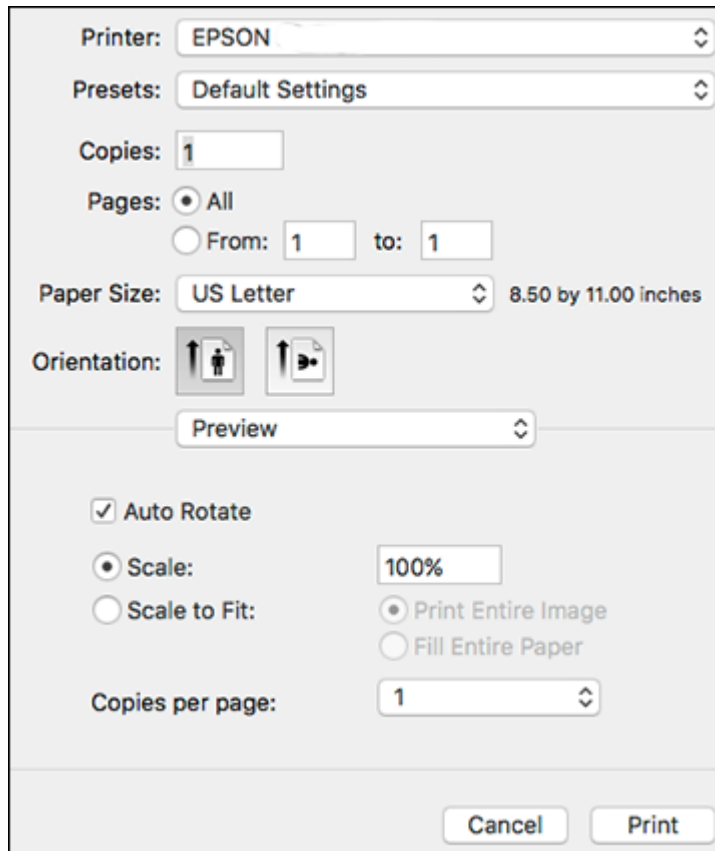 Printer: EPSON
Presets: Default Settings
Copies: 1
Pages: All
From: 1 to: 1
Paper Size: US Letter 8.50 by 11.00 inches
Orientation:
Preview
Auto Rotate
Scale: 100%
Scale to Fit: Print Entire Image
Fill Entire Paper
Copies per page: 1
Cancel Print